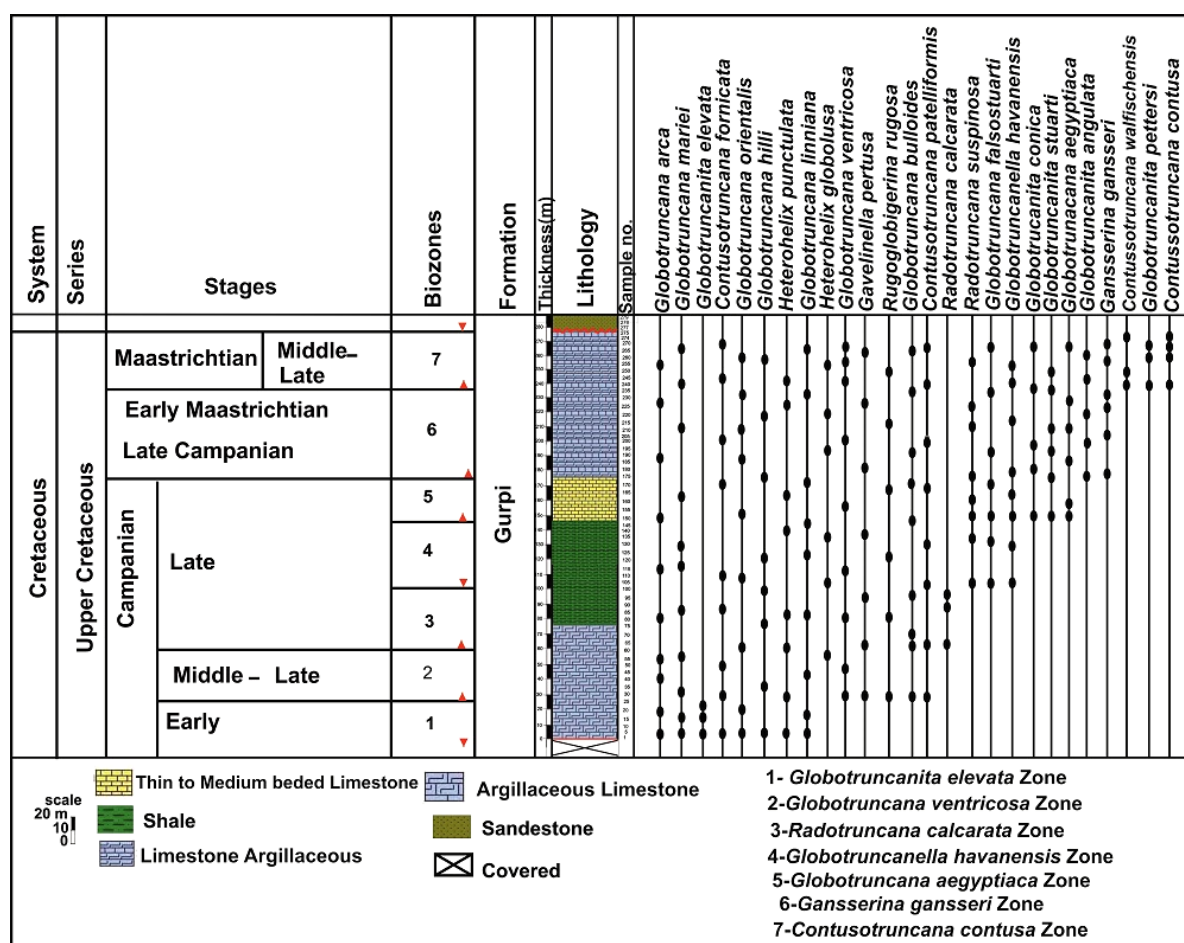 System
Series
Stages
Biozones
Formation
Thickness(m)
Lithology
Sample no.
Globotruncana arca
Globotruncana mariei
Globotruncanita elevata
Contusotruncana fornicata
Globotruncana orientalis
Globotruncana hilli
Heterohelix punctulata
Globotruncana linniana
Heterohelix globolusa
Globotruncana ventricosa
Gavelinella pertusa
Rugoglobigerina rugosa
Globotruncana bulloides
Contusotruncana patelliformis
Radotruncana calcarata
Radotruncana suspinosa
Globotruncana falsostuarti
Globotruncanella havanensis
Globotrucanita conica
Globotruncanita stuarti
Globotrunacana aegyptiaca
Globotruncanita angulata
Gansserina gansseri
Contussotruncana walfischensis
Globotruncanita pettersi
Contussotruncana contusa
Cretaceous
Upper Cretaceous
Maastrichtian
Middle–
Late
7
Early Maastrichtian
Late Campanian
6
Campanian
Late
5
4
3
Middle – Late
2
Early
1
Gurpi
scale
20 m
10
0
Thin to Medium beded Limestone
Shale
Limestone Argillaceous
Argillaceous Limestone
Sandestone
Covered
1- Globotruncanita elevata Zone
2-Globotruncana ventricosa Zone
3-Radotruncana calcarata Zone
4-Globotruncanella havanensis Zone
5-Globotruncana aegyptiaca Zone
6-Gansserina gansseri Zone
7-Contusotruncana contusa Zone